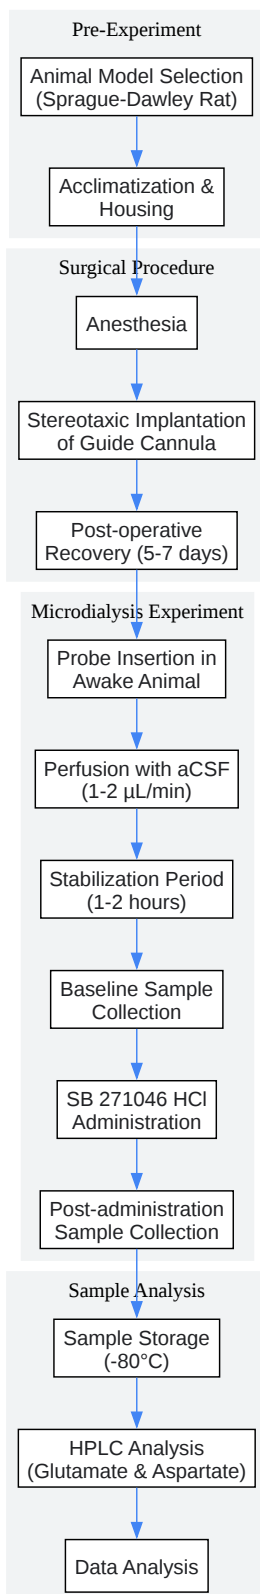 Pre-Experiment
Animal Model Selection
(Sprague-Dawley Rat)
Acclimatization &
Housing
Surgical Procedure
Anesthesia
Stereotaxic Implantation
of Guide Cannula
Post-operative
Recovery (5-7 days)
Microdialysis Experiment
Probe Insertion in
Awake Animal
Perfusion with aCSF
(1-2 µL/min)
Stabilization Period
(1-2 hours)
Baseline Sample
Collection
SB 271046 HCl
Administration
Post-administration
Sample Collection
Sample Analysis
Sample Storage
(-80°C)
HPLC Analysis
(Glutamate & Aspartate)
Data Analysis